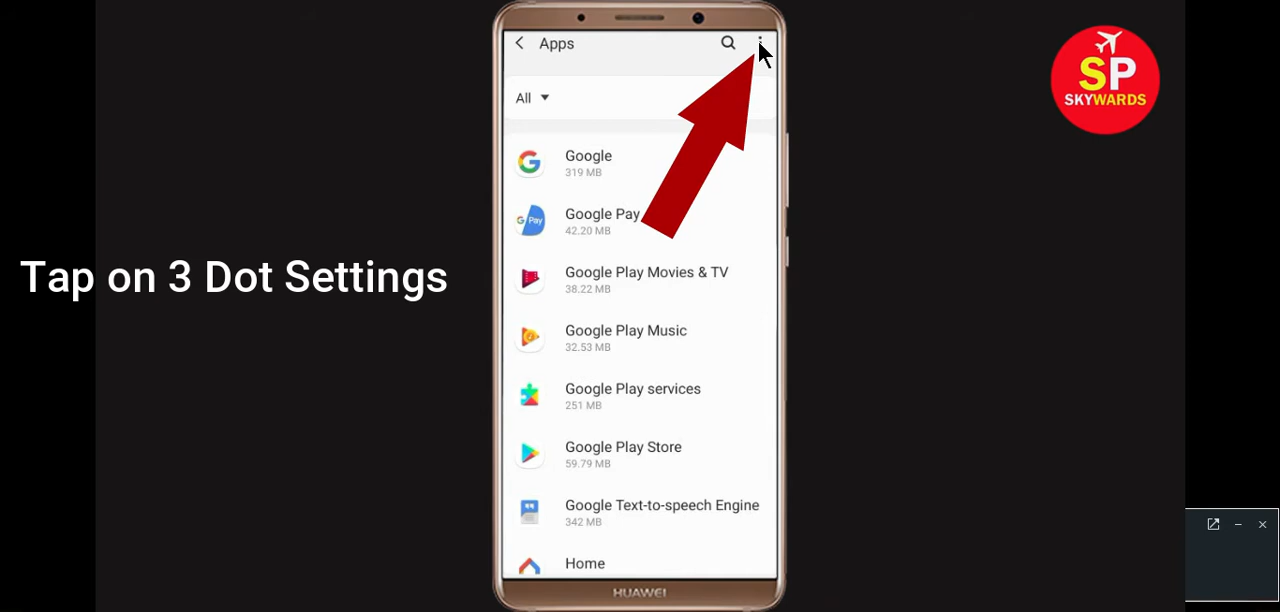 Apps
All
Google
319 MB
Google Pay
42.20 MB
G Pay
Google Play Movies & TV
38.22 MB
Google Play Music
32.53 MB
Google Play services
251 MB
Google Play Store
59.79 MB
Google Text-to-speech Engine
342 MB
Home
HUAWEI
Tap on 3 Dot Settings
SP
SKYWARDS